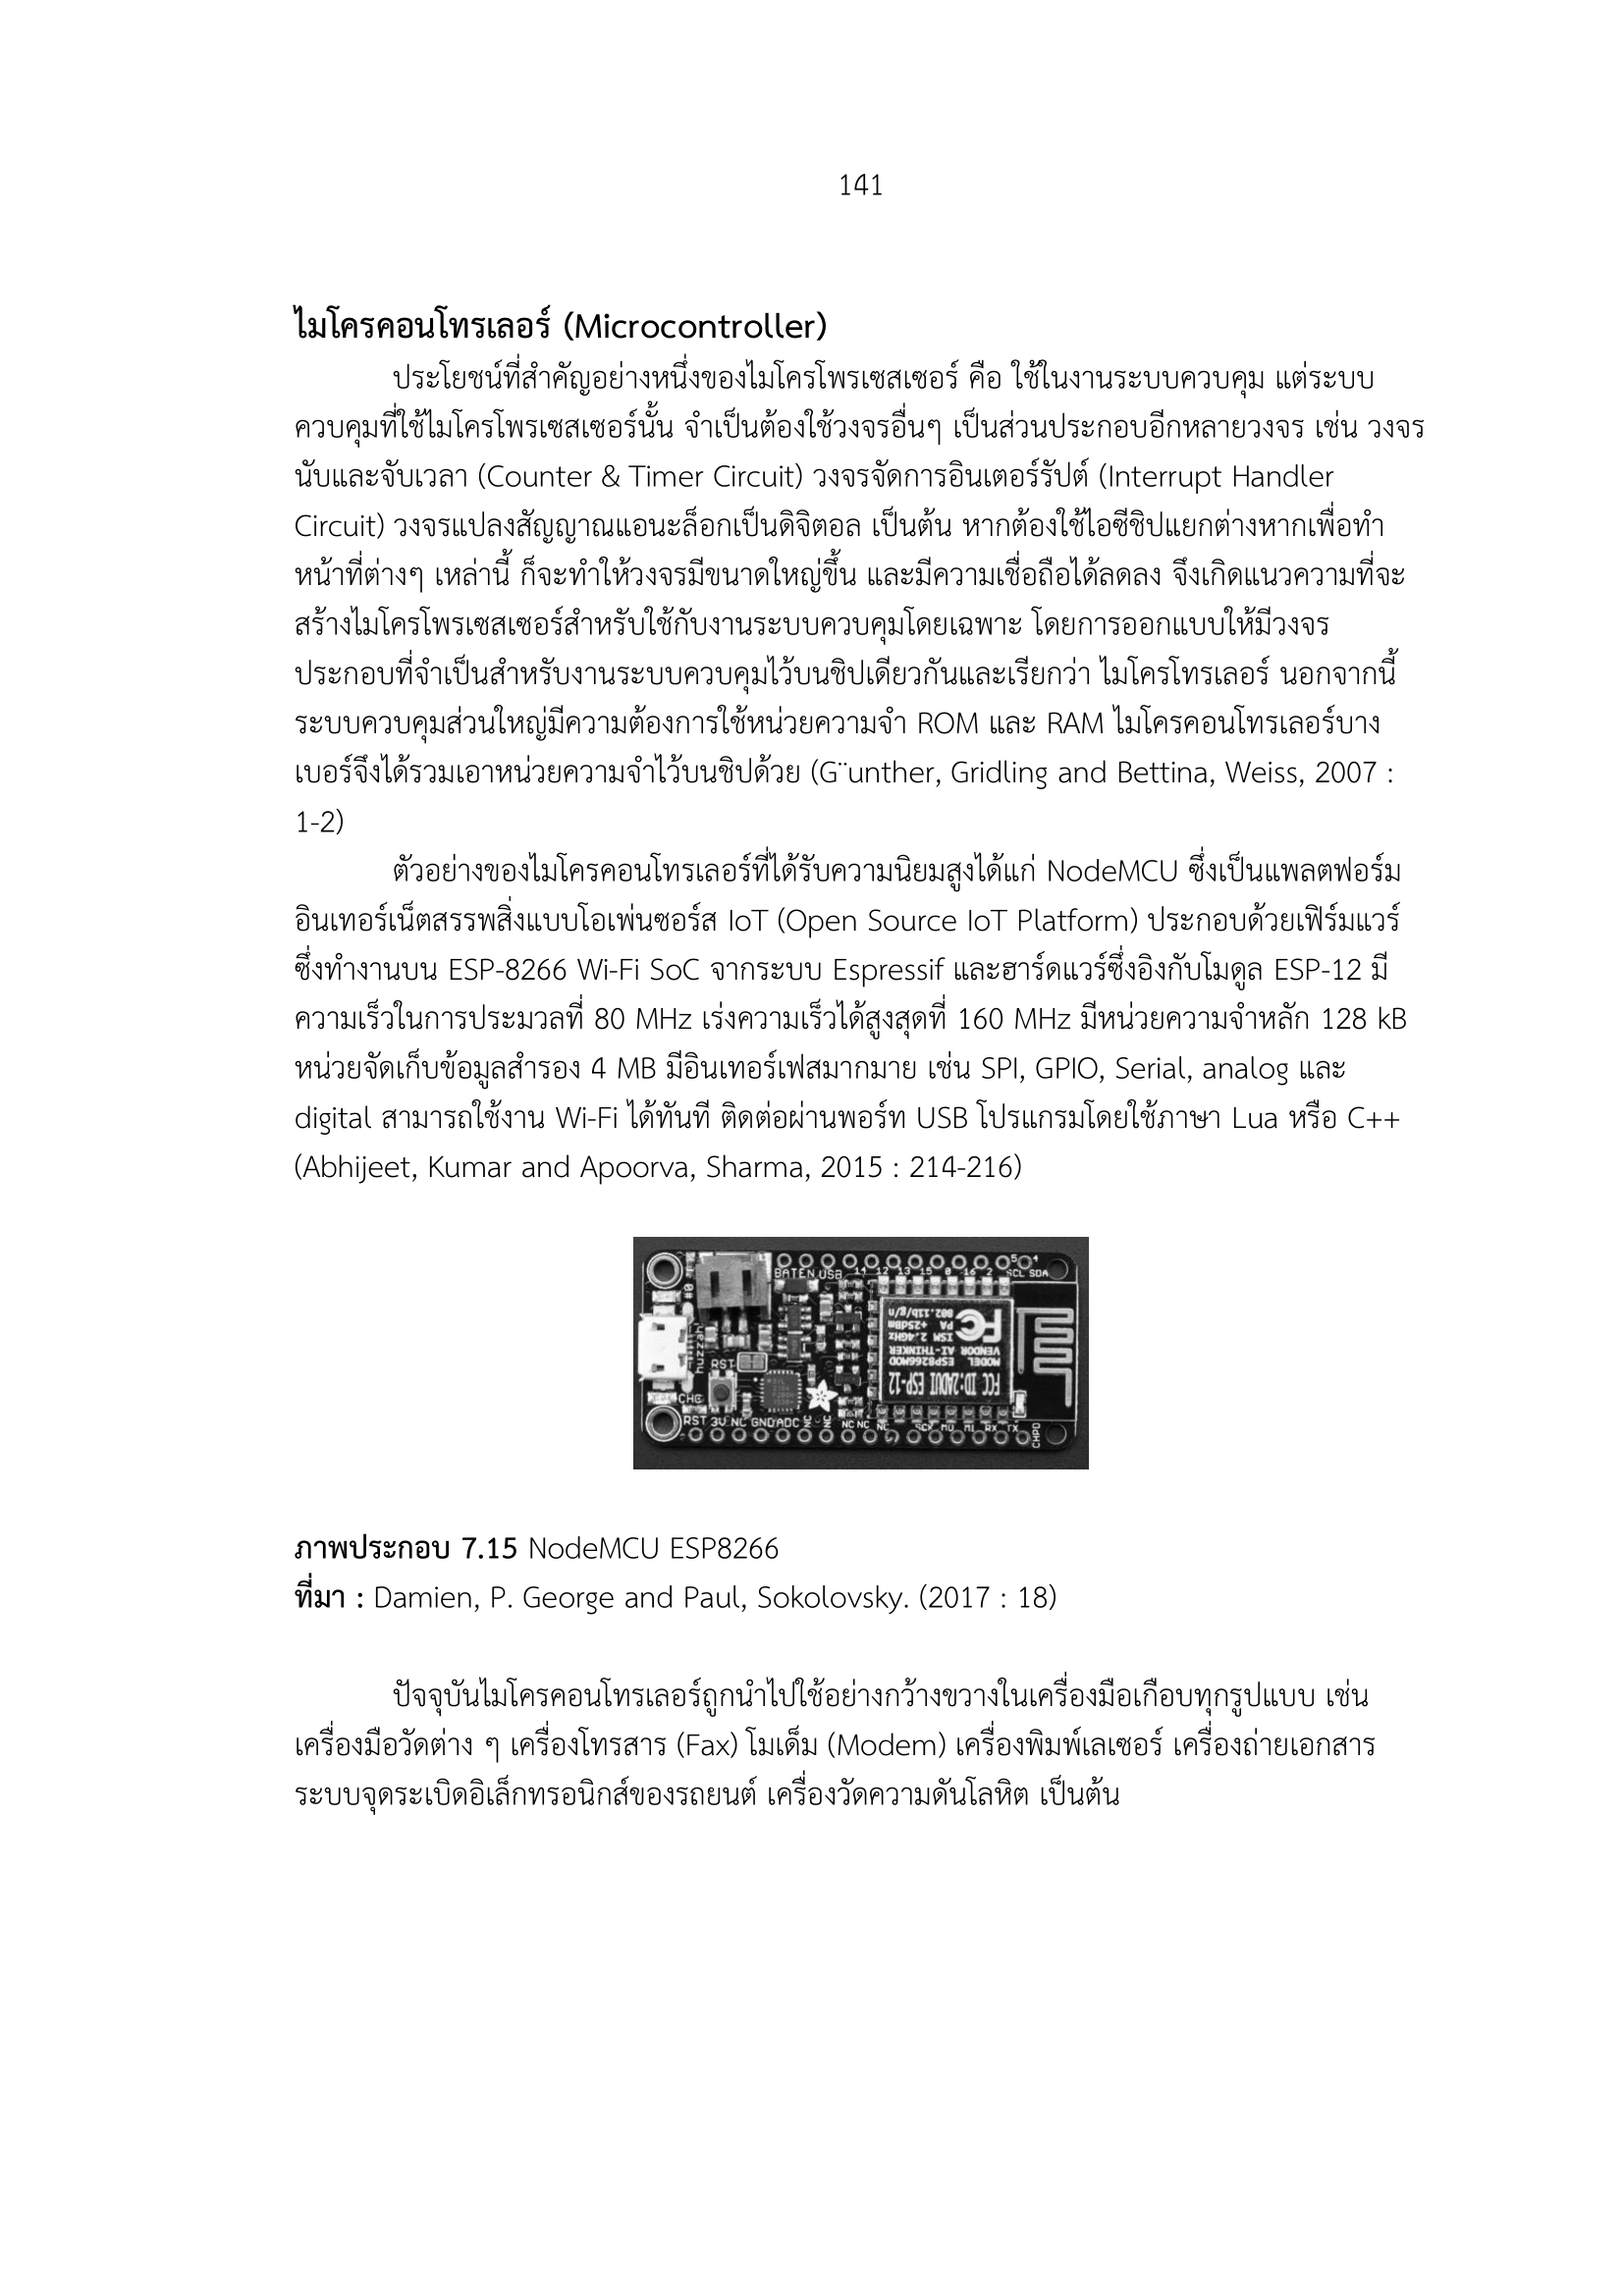 141
ไมโครคอนโทรเลอร์ (Microcontroller)
ประโยชน์ที่สำคัญอย่างหนึ่งของไมโครโพรเซสเซอร์ คือ ใช้ในงานระบบควบคุม แต่ระบบ
ควบคุมที่ใช้ไมโครโพรเซสเซอร์นั้น จำเป็นต้องใช้วงจรอื่นๆ เป็นส่วนประกอบอีกหลายวงจร เช่น วงจร
นับและจับเวลา (Counter & Timer Circuit) วงจรจัดการอินเตอร์รัปต์ (Interrupt Handler
Circuit) วงจรแปลงสัญญาณแอนะล็อกเป็นดิจิตอล เป็นต้น หากต้องใช้ไอซีชิปแยกต่างหากเพื่อทำ
หน้าที่ต่างๆ เหล่านี้ ก็จะทำให้วงจรมีขนาดใหญ่ขึ้น และมีความเชื่อถือได้ลดลง จึงเกิดแนวความที่จะ
สร้างไมโครโพรเซสเซอร์สำหรับใช้กับงานระบบควบคุมโดยเฉพาะ โดยการออกแบบให้มีวงจร
ประกอบที่จำเป็นสำหรับงานระบบควบคุมไว้บนชิปเดียวกันและเรียกว่า ไมโครโทรเลอร์ นอกจากนี้
ระบบควบคุมส่วนใหญ่มีความต้องการใช้หน่วยความจำ ROM และ RAM ไมโครคอนโทรเลอร์บาง
เบอร์จึงได้รวมเอาหน่วยความจำไว้บนชิปด้วย (G¨unther, Gridling and Bettina, Weiss, 2007 :
1-2)
ตัวอย่างของไมโครคอนโทรเลอร์ที่ได้รับความนิยมสูงได้แก่ NodeMCU ซึ่งเป็นแพลตฟอร์ม
อินเทอร์เน็ตสรรพสิ่งแบบโอเพ่นซอร์ส IoT (Open Source IoT Platform) ประกอบด้วยเฟิร์มแวร์
ซึ่งทำงานบน ESP-8266 Wi-Fi SoC จากระบบ Espressif และฮาร์ดแวร์ซึ่งอิงกับโมดูล ESP-12 มี
ความเร็วในการประมวลที่ 80 MHz เร่งความเร็วได้สูงสุดที่ 160 MHz มีหน่วยความจำหลัก 128 kB
หน่วยจัดเก็บข้อมูลสำรอง 4 MB มีอินเทอร์เฟสมากมาย เช่น SPI, GPIO, Serial, analog และ
digital สามารถใช้งาน Wi-Fi ได้ทันที ติดต่อผ่านพอร์ท USB โปรแกรมโดยใช้ภาษา Lua หรือ C++
(Abhijeet, Kumar and Apoorva, Sharma, 2015 : 214-216)
BAT EN USB 14 12 13 15 0 16 2 SCL SDA
5 4
#0
huzzah
802.11b/g/n
PA +25dBm
ISM 2.4GHz
VENDOR AI-THINKER
MODEL ESP8266MOD
FCC ID:2ADUI ESP-12
RST
CHG
RST 3V NC GND ADC NC NC NC NC NC SCK MO MI RX TX CHPD
ภาพประกอบ 7.15 NodeMCU ESP8266
ที่มา : Damien, P. George and Paul, Sokolovsky. (2017 : 18)
ปัจจุบันไมโครคอนโทรเลอร์ถูกนำไปใช้อย่างกว้างขวางในเครื่องมือเกือบทุกรูปแบบ เช่น
เครื่องมือวัดต่าง ๆ เครื่องโทรสาร (Fax) โมเด็ม (Modem) เครื่องพิมพ์เลเซอร์ เครื่องถ่ายเอกสาร
ระบบจุดระเบิดอิเล็กทรอนิกส์ของรถยนต์ เครื่องวัดความดันโลหิต เป็นต้น